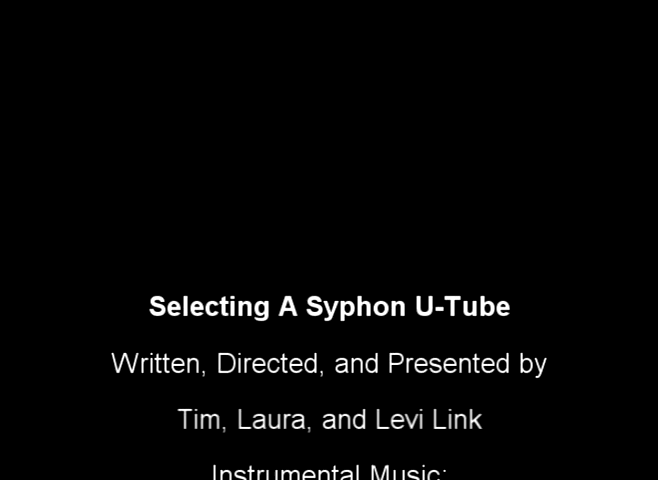 Selecting A Syphon U-Tube
Written, Directed, and Presented by
Tim, Laura, and Levi Link
Instrumental Music: